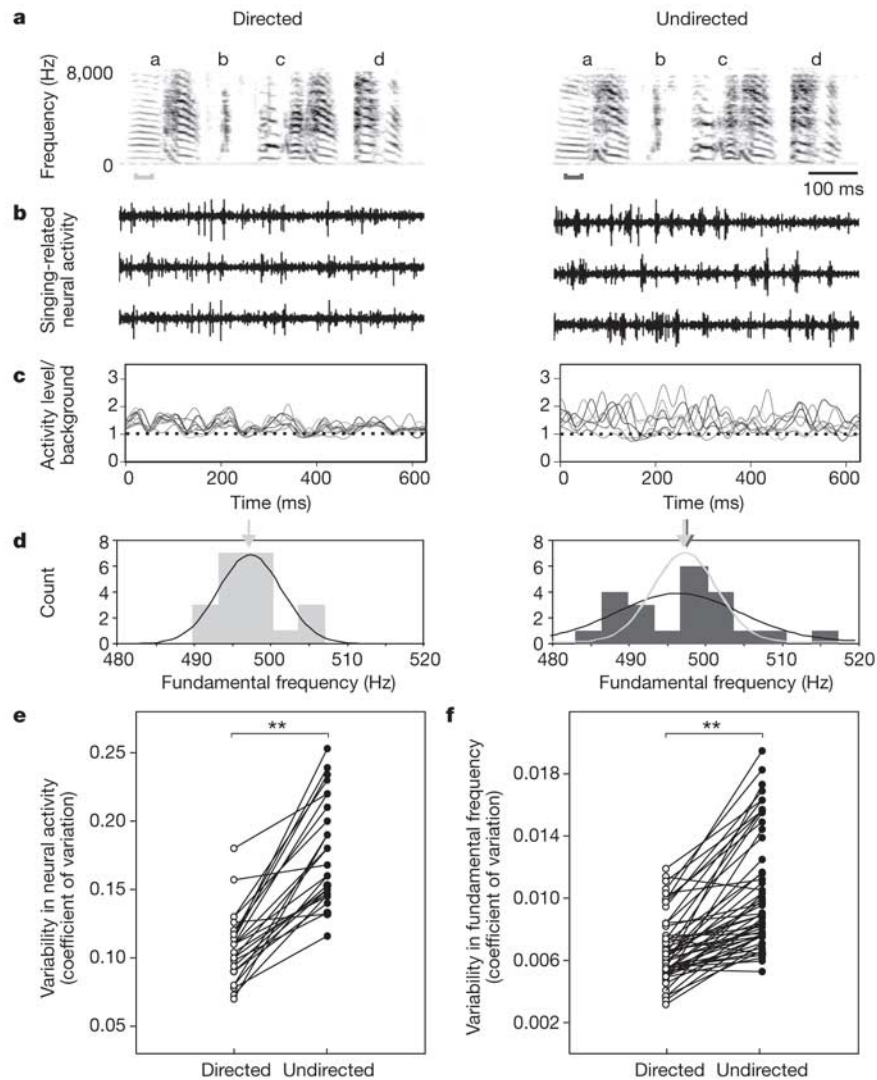 a
Directed
Undirected
a b c d
a b c d
8,000
0
Frequency (Hz)
100 ms
b
Singing-related
neural activity
c
Activity level/
background
3
2
1
0
0 200 400 600
Time (ms)
3
2
1
0
0 200 400 600
Time (ms)
d
Count
8
6
4
2
0
480 490 500 510 520
Fundamental frequency (Hz)
8
6
4
2
0
480 490 500 510 520
Fundamental frequency (Hz)
e
**
Variability in neural activity
(coefficient of variation)
0.25
0.20
0.15
0.10
0.05
Directed Undirected
f
**
Variability in fundamental frequency
(coefficient of variation)
0.018
0.014
0.010
0.006
0.002
Directed Undirected